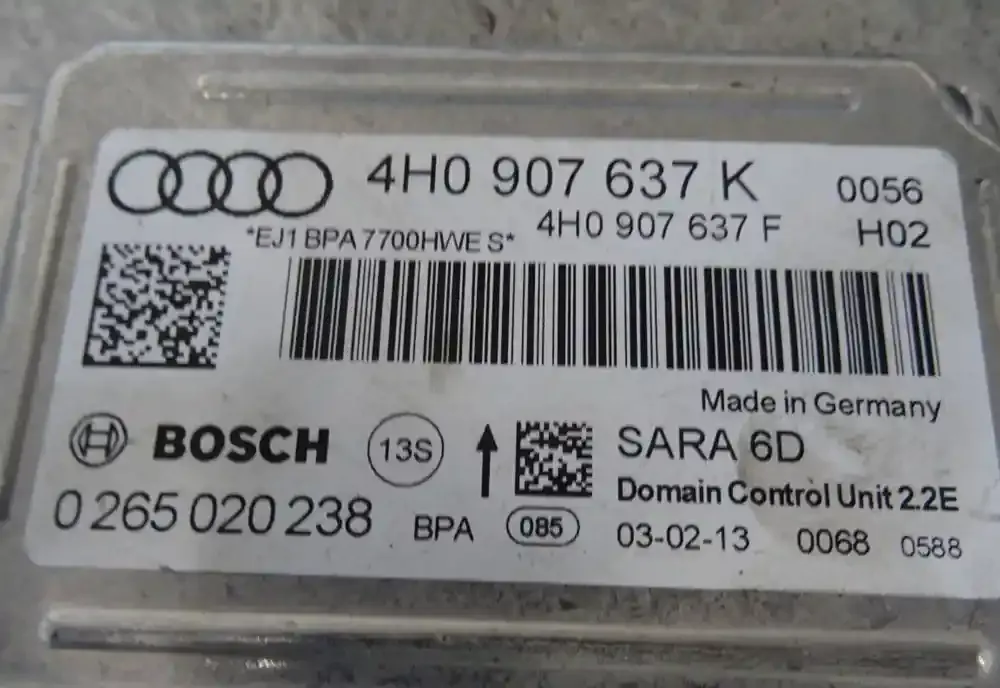 4H0 907 637 K 0056
*EJ1 BPA 7700HWE S* 4H0 907 637 F H02
Made in Germany
BOSCH 13S SARA 6D
Domain Control Unit 2.2E
0 265 020 238 BPA 085 03-02-13 0068 0588